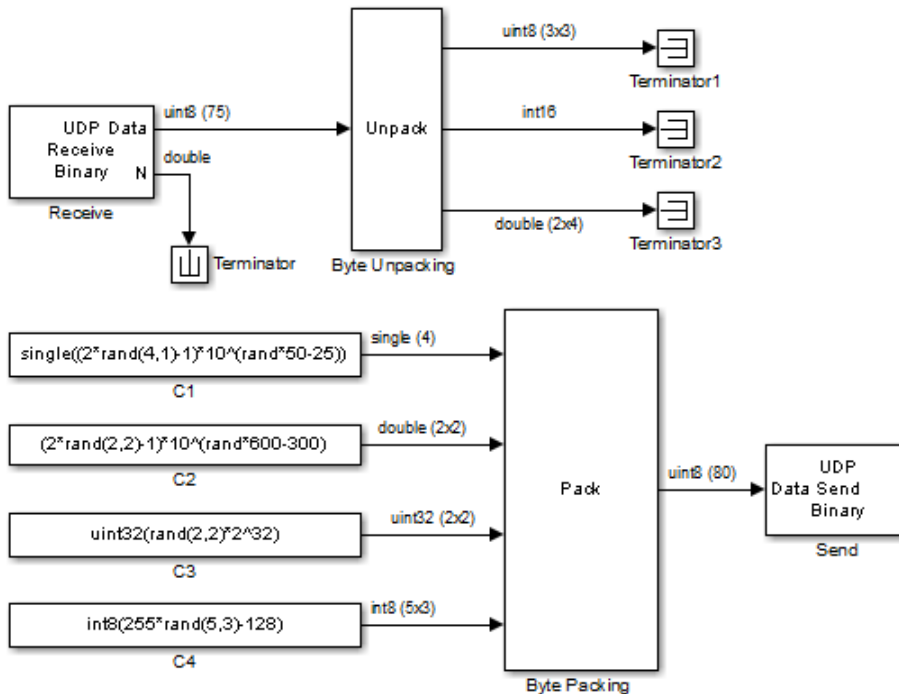 uint8 (3x3)
Terminator1
uint8 (75)
UDP Data
Receive
Binary N
double
Receive
Unpack
int16
Terminator2
double (2x4)
Terminator3
Terminator
Byte Unpacking
single((2*rand(4,1)-1)*10^(rand*50-25))
single (4)
C1
(2*rand(2,2)-1)*10^(rand*600-300)
double (2x2)
C2
uint32(rand(2,2)*2^32)
uint32 (2x2)
C3
int8(255*rand(5,3)-128)
int8 (5x3)
C4
Pack
Byte Packing
uint8 (80)
UDP
Data Send
Binary
Send